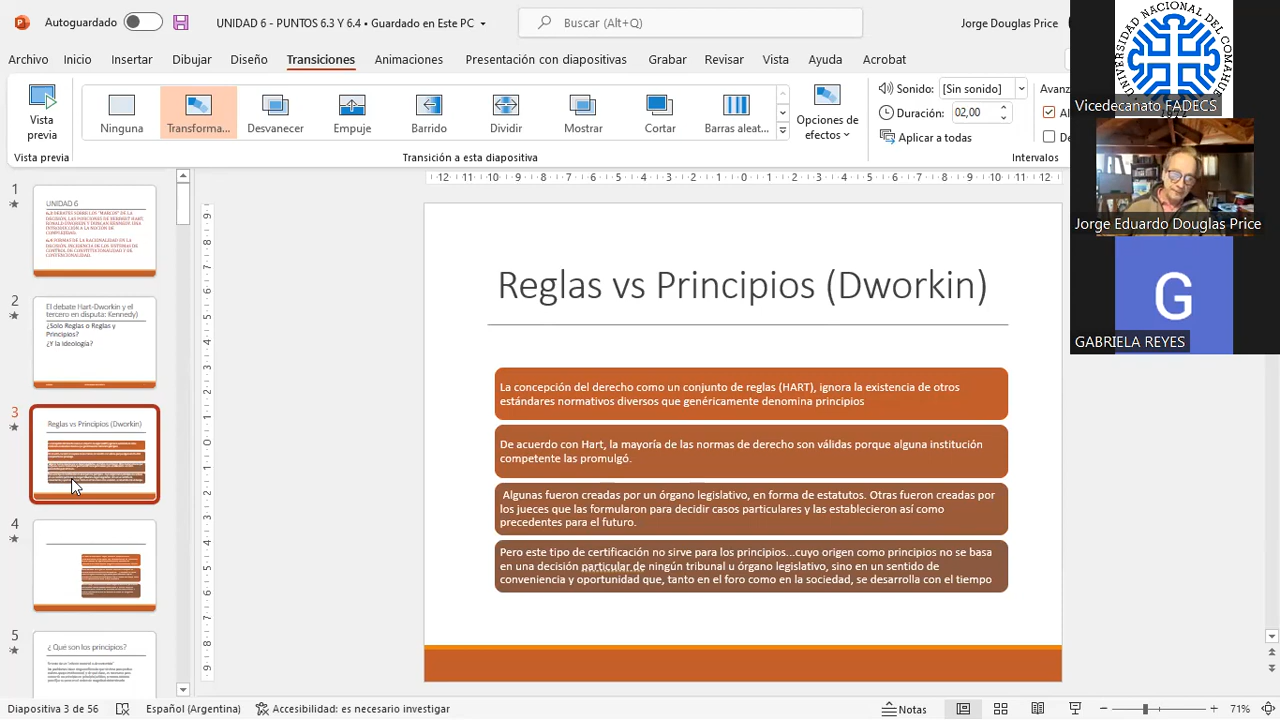 Autoguardado
UNIDAD 6 - PUNTOS 6.3 Y 6.4 • Guardado en Este PC
Buscar (Alt+Q)
Jorge Douglas Price
Archivo Inicio Insertar Dibujar Diseño Transiciones Animaciones Presentación con diapositivas Grabar Revisar Vista Ayuda Acrobat
Vista previa
Ninguna Transforma... Desvanecer Empuje Barrido Dividir Mostrar Cortar Barras aleat...
Opciones de efectos
Sonido: [Sin sonido]
Duración: 02,00
Aplicar a todas
Avanz
Al
De
Vista previa
Transición a esta diapositiva
Intervalos
UNIVERSIDAD NACIONAL DEL COMAHUE
Vicedecanato FADECS
Jorge Eduardo Douglas Price
G
GABRIELA REYES
1
UNIDAD 6
2
El debate Hart-Dworkin y el
tercero en disputa: Kennedy)
¿Solo Reglas o Reglas y
Principios?
¿Y la ideología?
3
Reglas vs Principios (Dworkin)
4
5
¿ Qué son los principios?
Reglas vs Principios (Dworkin)
La concepción del derecho como un conjunto de reglas (HART), ignora la existencia de otros
estándares normativos diversos que genéricamente denomina principios
De acuerdo con Hart, la mayoría de las normas de derecho son válidas porque alguna institución
competente las promulgó.
Algunas fueron creadas por un órgano legislativo, en forma de estatutos. Otras fueron creadas por
los jueces que las formularon para decidir casos particulares y las establecieron así como
precedentes para el futuro.
Pero este tipo de certificación no sirve para los principios...cuyo origen como principios no se basa
en una decisión particular de ningún tribunal u órgano legislativo, sino en un sentido de
conveniencia y oportunidad que, tanto en el foro como en la sociedad, se desarrolla con el tiempo
Diapositiva 3 de 56
Español (Argentina)
Accesibilidad: es necesario investigar
Notas
71%